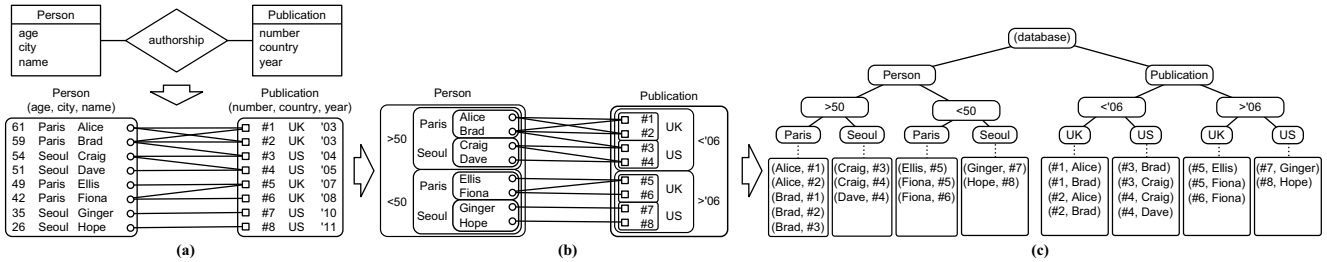 Person
age
city
name
authorship
Publication
number
country
year
Person
(age, city, name)
Publication
(number, country, year)
61 Paris Alice
59 Paris Brad
54 Seoul Craig
51 Seoul Dave
49 Paris Ellis
42 Paris Fiona
35 Seoul Ginger
26 Seoul Hope
#1 UK '03
#2 UK '03
#3 US '04
#4 US '05
#5 UK '07
#6 UK '08
#7 US '10
#8 US '11
(a)
Person
Publication
>50
Paris
Alice
Brad
Seoul
Craig
Dave
<50
Paris
Ellis
Fiona
Seoul
Ginger
Hope
#1
#2
UK
#3
#4
US
<'06
#5
#6
UK
#7
#8
US
>'06
(b)
(database)
Person
Publication
>50
<50
<'06
>'06
Paris
Seoul
Paris
Seoul
UK
US
UK
US
(Alice, #1)
(Alice, #2)
(Brad, #1)
(Brad, #2)
(Brad, #3)
(Craig, #3)
(Craig, #4)
(Dave, #4)
(Ellis, #5)
(Fiona, #5)
(Fiona, #6)
(Ginger, #7)
(Hope, #8)
(#1, Alice)
(#1, Brad)
(#2, Alice)
(#2, Brad)
(#3, Brad)
(#3, Craig)
(#4, Craig)
(#4, Dave)
(#5, Ellis)
(#5, Fiona)
(#6, Fiona)
(#7, Ginger)
(#8, Hope)
(c)